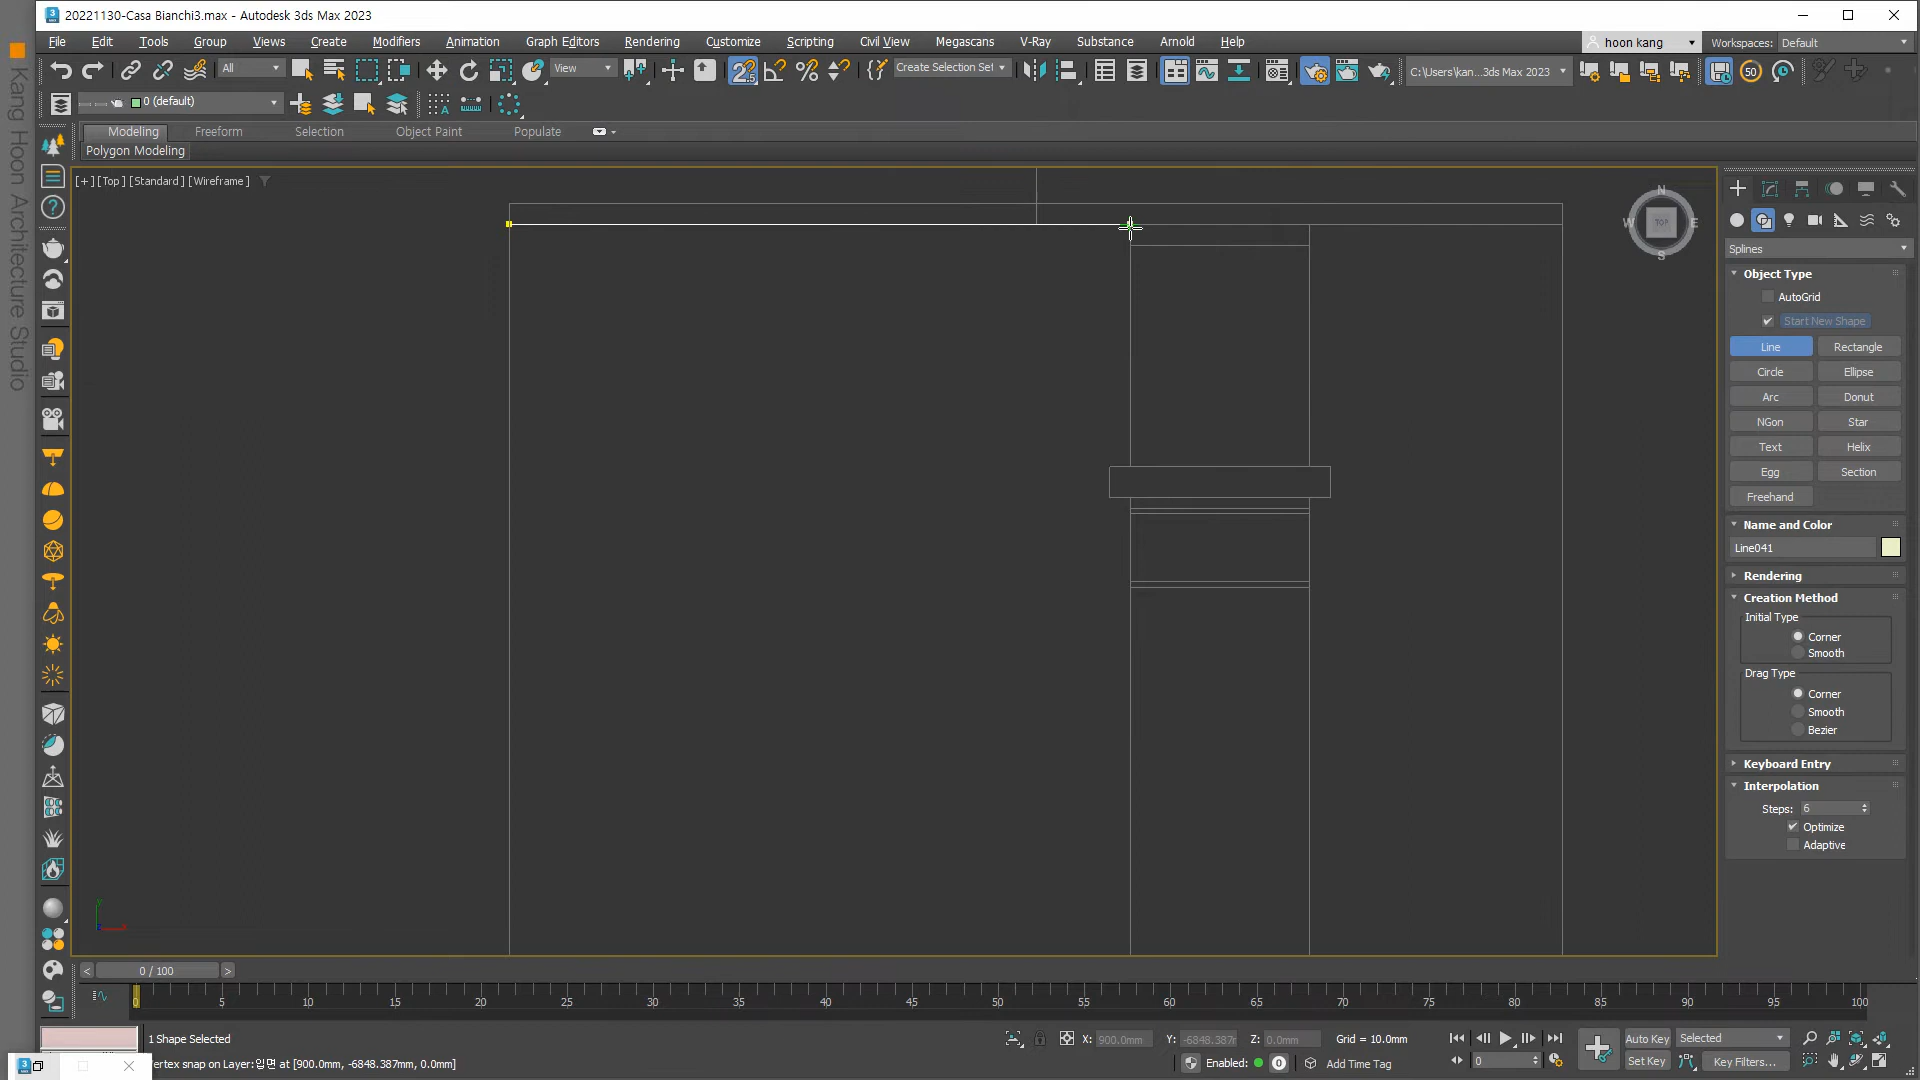 20221130-Casa Bianchi3.max - Autodesk 3ds Max 2023
File Edit Tools Group Views Create Modifiers Animation Graph Editors Rendering Customize Scripting Civil View Megascans V-Ray Substance Arnold Help
hoon kang
Workspaces: Default
All
View
Create Selection Set
C:\Users\kan...3ds Max 2023
50
0 (default)
Modeling Freeform Selection Object Paint Populate
Polygon Modeling
Kang Hoon Architecture Studio
[+] [Top] [Standard] [Wireframe]
N
W TOP E
S
Splines
Object Type
AutoGrid
Start New Shape
Line Rectangle
Circle Ellipse
Arc Donut
NGon Star
Text Helix
Egg Section
Freehand
Name and Color
Line041
Rendering
Creation Method
Initial Type
Corner
Smooth
Drag Type
Corner
Smooth
Bezier
Keyboard Entry
Interpolation
Steps: 6
Optimize
Adaptive
y
x
< 0 / 100 >
0 5 10 15 20 25 30 35 40 45 50 55 60 65 70 75 80 85 90 95 100
1 Shape Selected
X: 900.0mm Y: -6848.387r Z: 0.0mm Grid = 10.0mm
Auto Key Selected
ertex snap on Layer:입면 at [900.0mm, -6848.387mm, 0.0mm]
Enabled: 0 Add Time Tag
0
Set Key Key Filters...